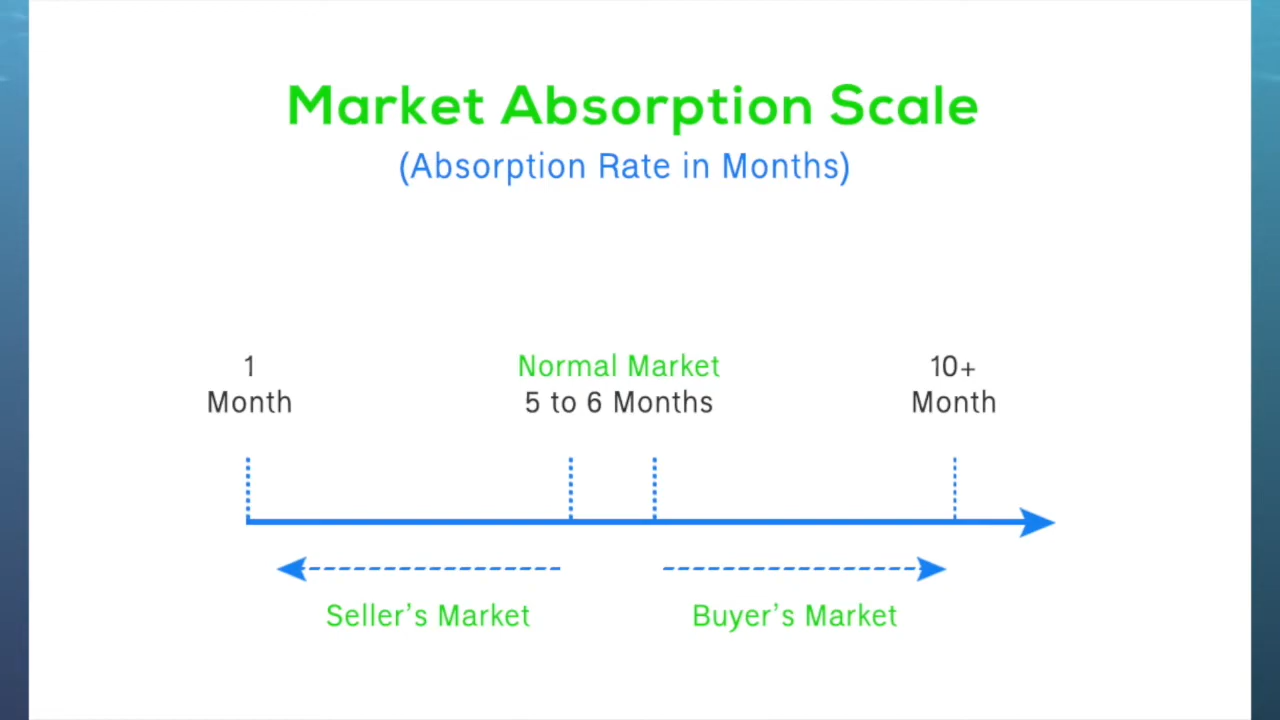 Market Absorption Scale
(Absorption Rate in Months)
1
Month
Normal Market
5 to 6 Months
10+
Month
Seller's Market
Buyer's Market